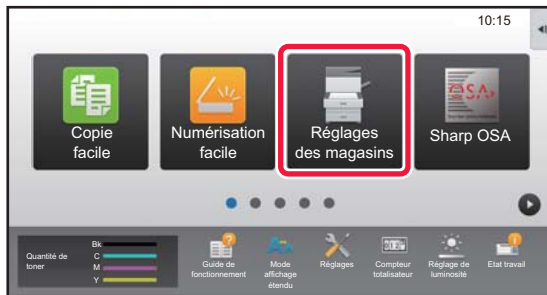 10:15
Copie
facile
Numérisation
facile
Réglages
des magasins
Sharp OSA
Quantité de
toner
Bk
C
M
Y
Guide de
fonctionnement
Mode
affichage
étendu
Réglages
Compteur
totalisateur
Réglage de
luminosité
Etat travail